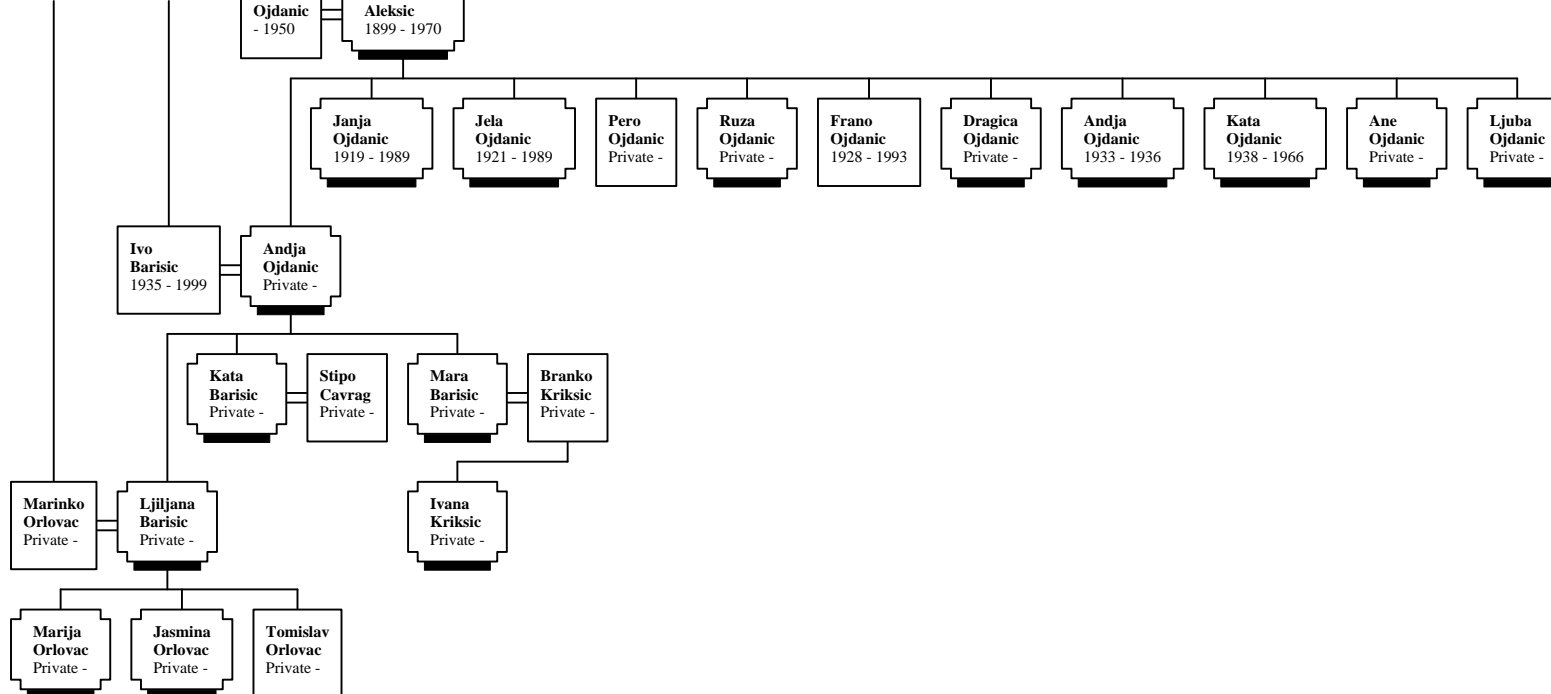 Ojdanic
- 1950
Aleksic
1899 - 1970
Janja
Ojdanic
1919 - 1989
Jela
Ojdanic
1921 - 1989
Pero
Ojdanic
Private -
Ruza
Ojdanic
Private -
Frano
Ojdanic
1928 - 1993
Dragica
Ojdanic
Private -
Andja
Ojdanic
1933 - 1936
Kata
Ojdanic
1938 - 1966
Ane
Ojdanic
Private -
Ljuba
Ojdanic
Private -
Ivo
Barisic
1935 - 1999
Andja
Ojdanic
Private -
Kata
Barisic
Private -
Stipo
Cavrag
Private -
Mara
Barisic
Private -
Branko
Kriksic
Private -
Marinko
Orlovac
Private -
Ljiljana
Barisic
Private -
Ivana
Kriksic
Private -
Marija
Orlovac
Private -
Jasmina
Orlovac
Private -
Tomislav
Orlovac
Private -